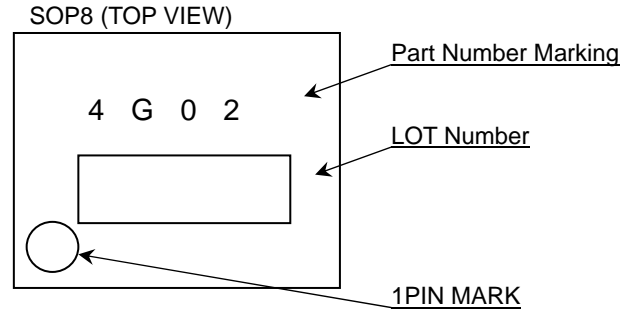 SOP8 (TOP VIEW)
Part Number Marking
4 G 0 2
LOT Number
1PIN MARK